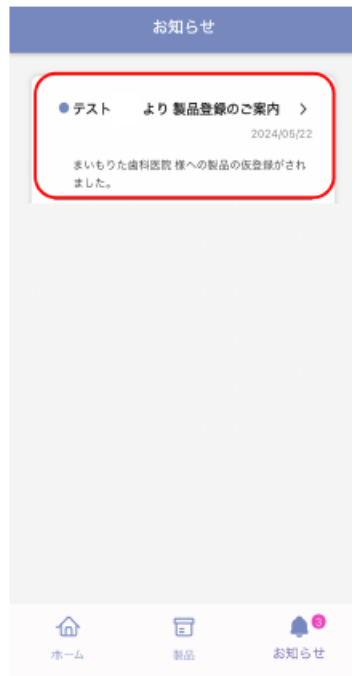 お知らせ
テスト より 製品登録のご案内
2024/05/22
まいもりた歯科医院 様への製品の仮登録がされ
ました。
3
ホーム 製品 お知らせ